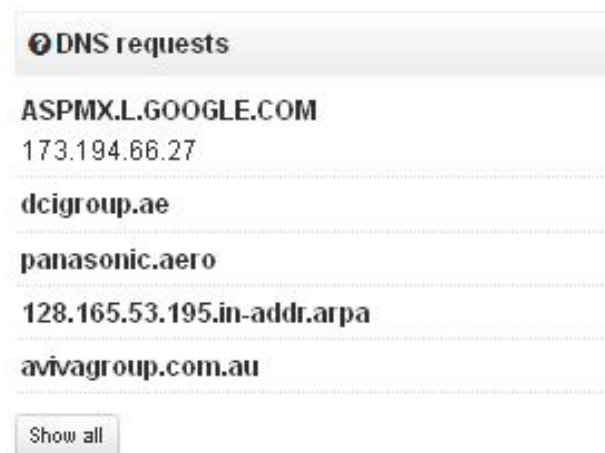 DNS requests
ASPMX.L.GOOGLE.COM
173.194.66.27
dcigroup.ae
panasonic.aero
128.165.53.195.in-addr.arpa
avivagroup.com.au
Show all